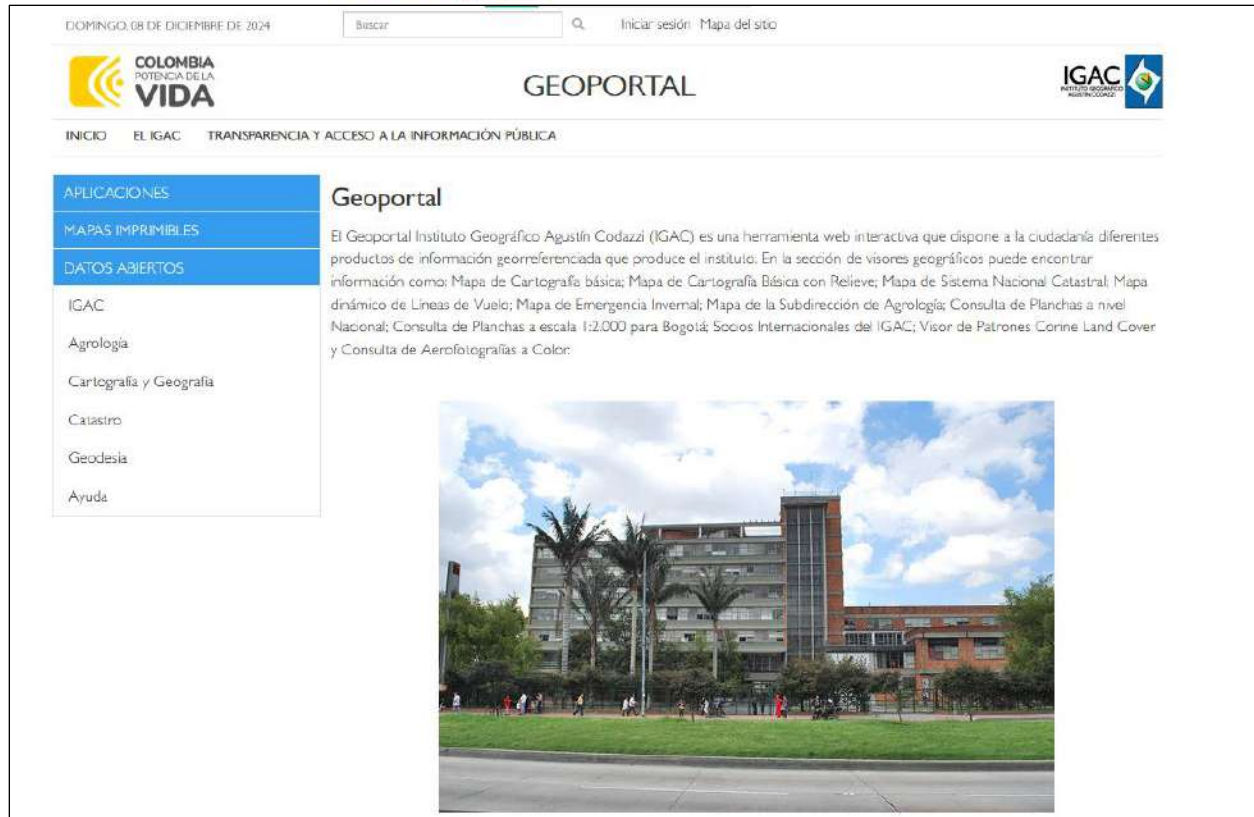 DOMINGO, 08 DE DICIEMBRE DE 2024
Buscar
Iniciar sesión Mapa del sitio
COLOMBIA
POTENCIA DE LA
VIDA
GEOPORTAL
IGAC
INSTITUTO GEOGRÁFICO
AGUSTÍN CODAZZI
INICIO EL IGAC TRANSPARENCIA Y ACCESO A LA INFORMACIÓN PÚBLICA
APLICACIONES
MAPAS IMPRIMIBLES
DATOS ABIERTOS
IGAC
Agrología
Cartografía y Geografía
Catastro
Geodesia
Ayuda
Geoportal
El Geoportal Instituto Geográfico Agustín Codazzi (IGAC) es una herramienta web interactiva que dispone a la ciudadanía diferentes
productos de información georreferenciada que produce el instituto. En la sección de visores geográficos puede encontrar
información como: Mapa de Cartografía básica; Mapa de Cartografía Básica con Relieve; Mapa de Sistema Nacional Catastral; Mapa
dinámico de Líneas de Vuelo; Mapa de Emergencia Invernal; Mapa de la Subdirección de Agrología; Consulta de Planchas a nivel
Nacional; Consulta de Planchas a escala 1:2.000 para Bogotá; Socios Internacionales del IGAC; Visor de Patrones Corine Land Cover
y Consulta de Aerofotografías a Color.